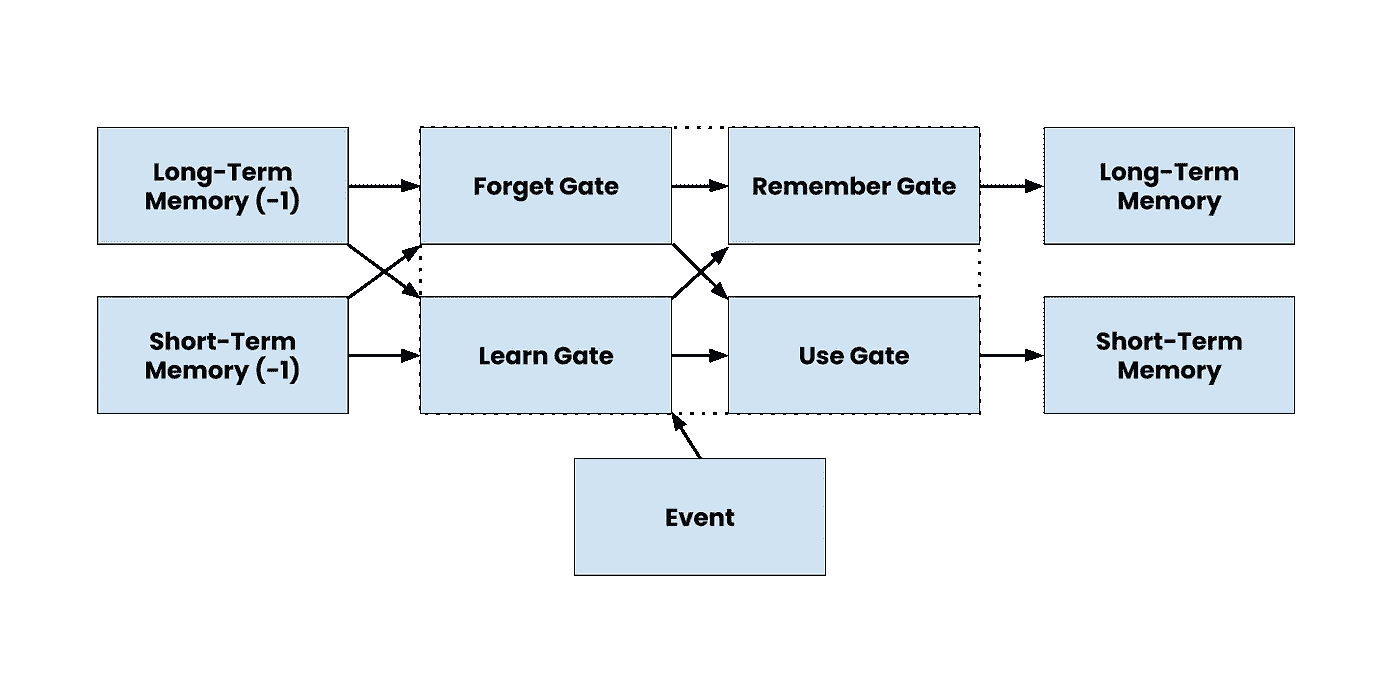 Long-Term
Memory (-1)
Forget Gate
Remember Gate
Long-Term
Memory
Short-Term
Memory (-1)
Learn Gate
Use Gate
Short-Term
Memory
Event